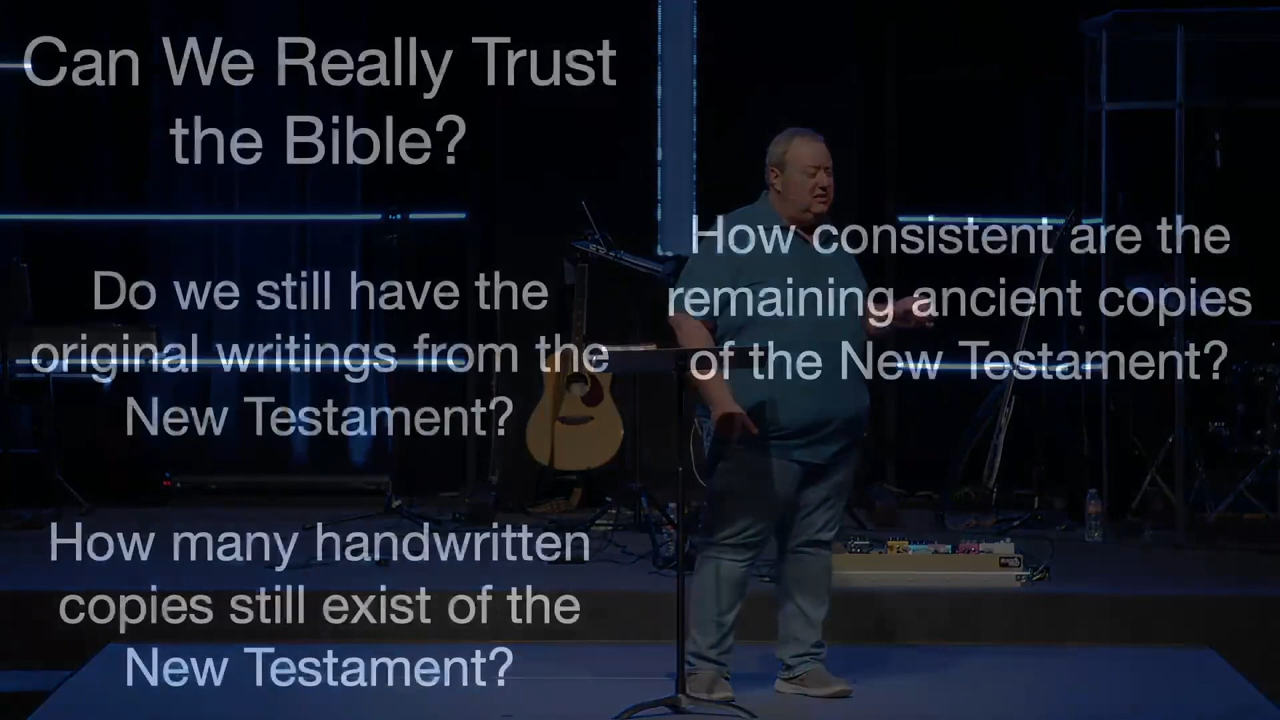 Can We Really Trust
the Bible?
Do we still have the
original writings from the
New Testament?
How many handwritten
copies still exist of the
New Testament?
How consistent are the
remaining ancient copies
of the New Testament?